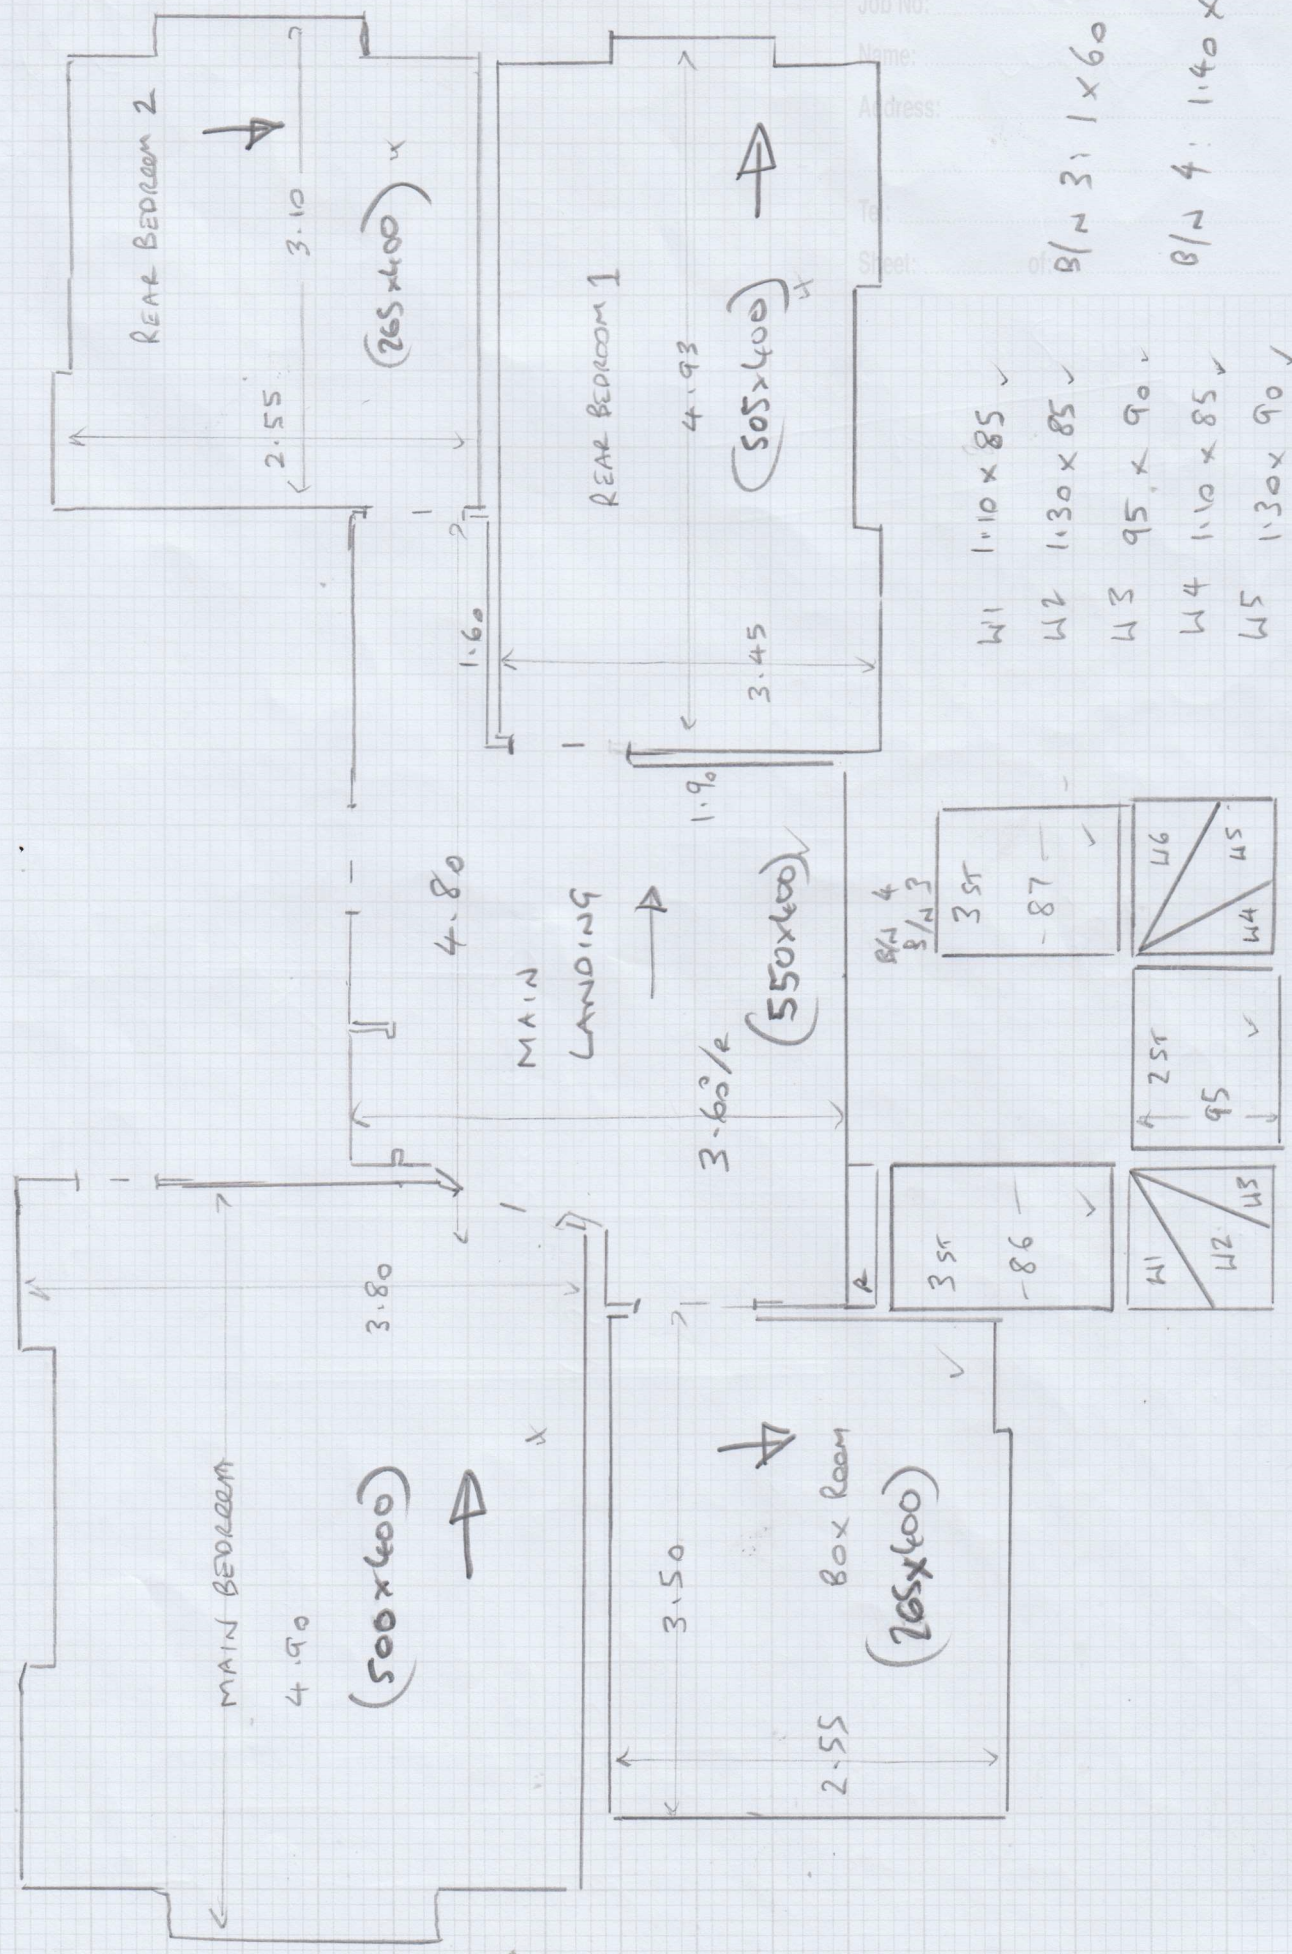 REAR BEDROOM 2
3.10
2.55
(265x400) x
REAR BEDROOM 1
4.93
(505x400)
x
3.45
1.60
4.80
MAIN
LANDING
1.90
(550x400) ✓
3.60/R
MAIN BEDROOM
4.90
3.80
(500x400)
x
3.50
BOX ROOM
(265x400)
2.55
✓
R
3 ST
-86-
✓
W1
W2
W3
2 ST
95
✓
B/N 4
B/N 3
3 ST
-87-
✓
W6
W5
W4
W1 1.10 x 85 ✓
W2 1.30 x 85 ✓
W3 95 x 90 ✓
W4 1.10 x 85 ✓
W5 1.30 x 90 ✓
Job No:
Name:
Address:
Sheet: of:
B/N 3: 1 x 60
B/N 4: 1.40 x